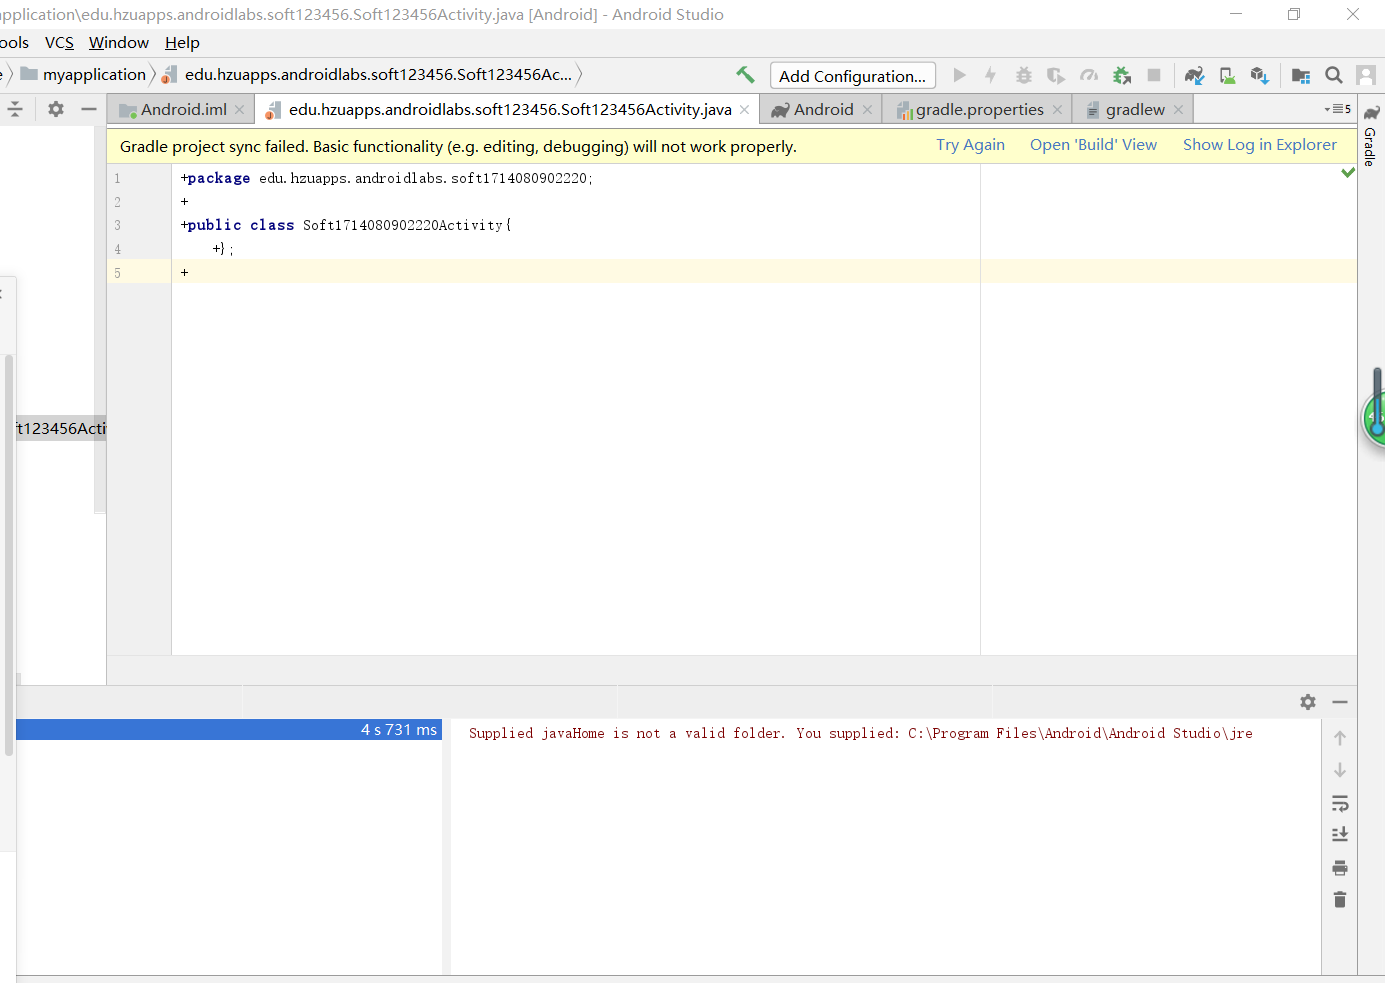 pplication\edu.hzuapps.androidlabs.soft123456.Soft123456Activity.java [Android] - Android Studio
ools VCS Window Help
myapplication edu.hzuapps.androidlabs.soft123456.Soft123456Ac... Add Configuration...
Android.iml edu.hzuapps.androidlabs.soft123456.Soft123456Activity.java Android gradle.properties gradlew 5
Gradle
Gradle project sync failed. Basic functionality (e.g. editing, debugging) will not work properly. Try Again Open 'Build' View Show Log in Explorer
1 +package edu.hzuapps.androidlabs.soft1714080902220;
2 +
3 +public class Soft1714080902220Activity{
4 +};
5 +
ft123456Acti
4 s 731 ms
Supplied javaHome is not a valid folder. You supplied: C:\Program Files\Android\Android Studio\jre